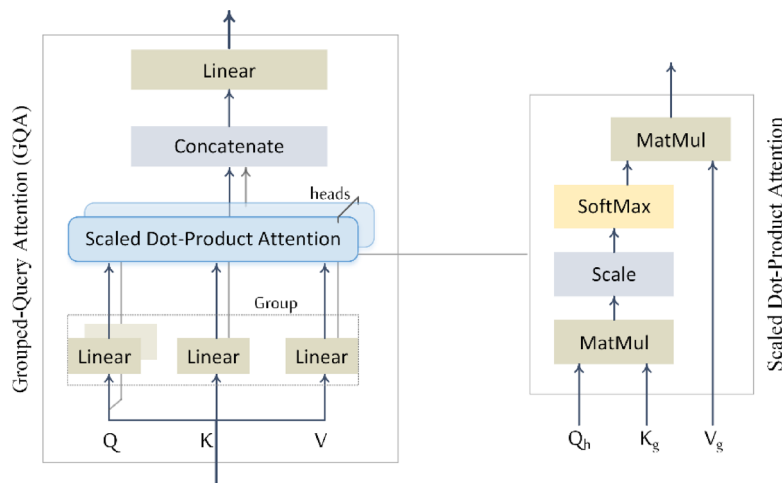 Grouped-Query Attention (GQA)
Linear
Concatenate
heads
Scaled Dot-Product Attention
Group
Linear
Linear
Linear
Q
K
V
Scaled Dot-Product Attention
MatMul
SoftMax
Scale
MatMul
Qh
Kg
Vg